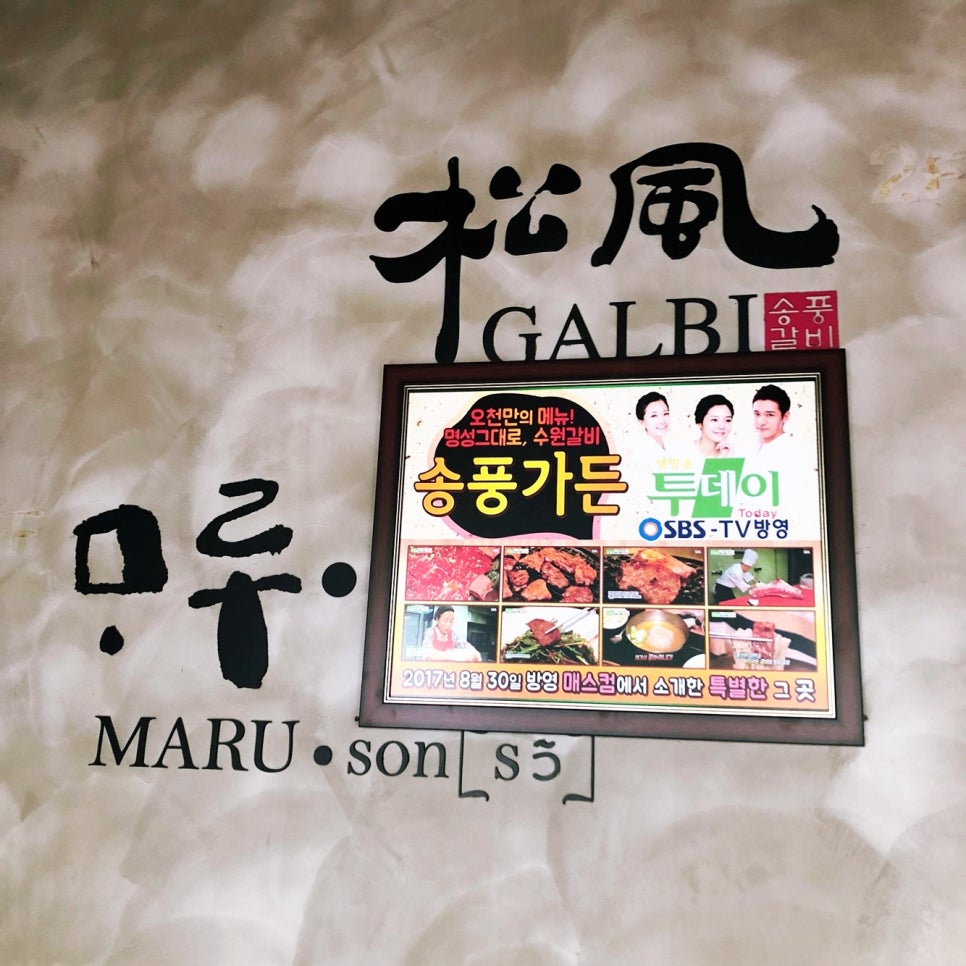 松風
GALBI
송풍
갈비
오천만의 메뉴!
명성그대로, 수원갈비
송풍가든
생방송
투데이
Today
SBS-TV방영
2017년 8월 30일 방영 매스컴에서 소개한 특별한 그 곳
마루·
MARU·son[sɔ̃]